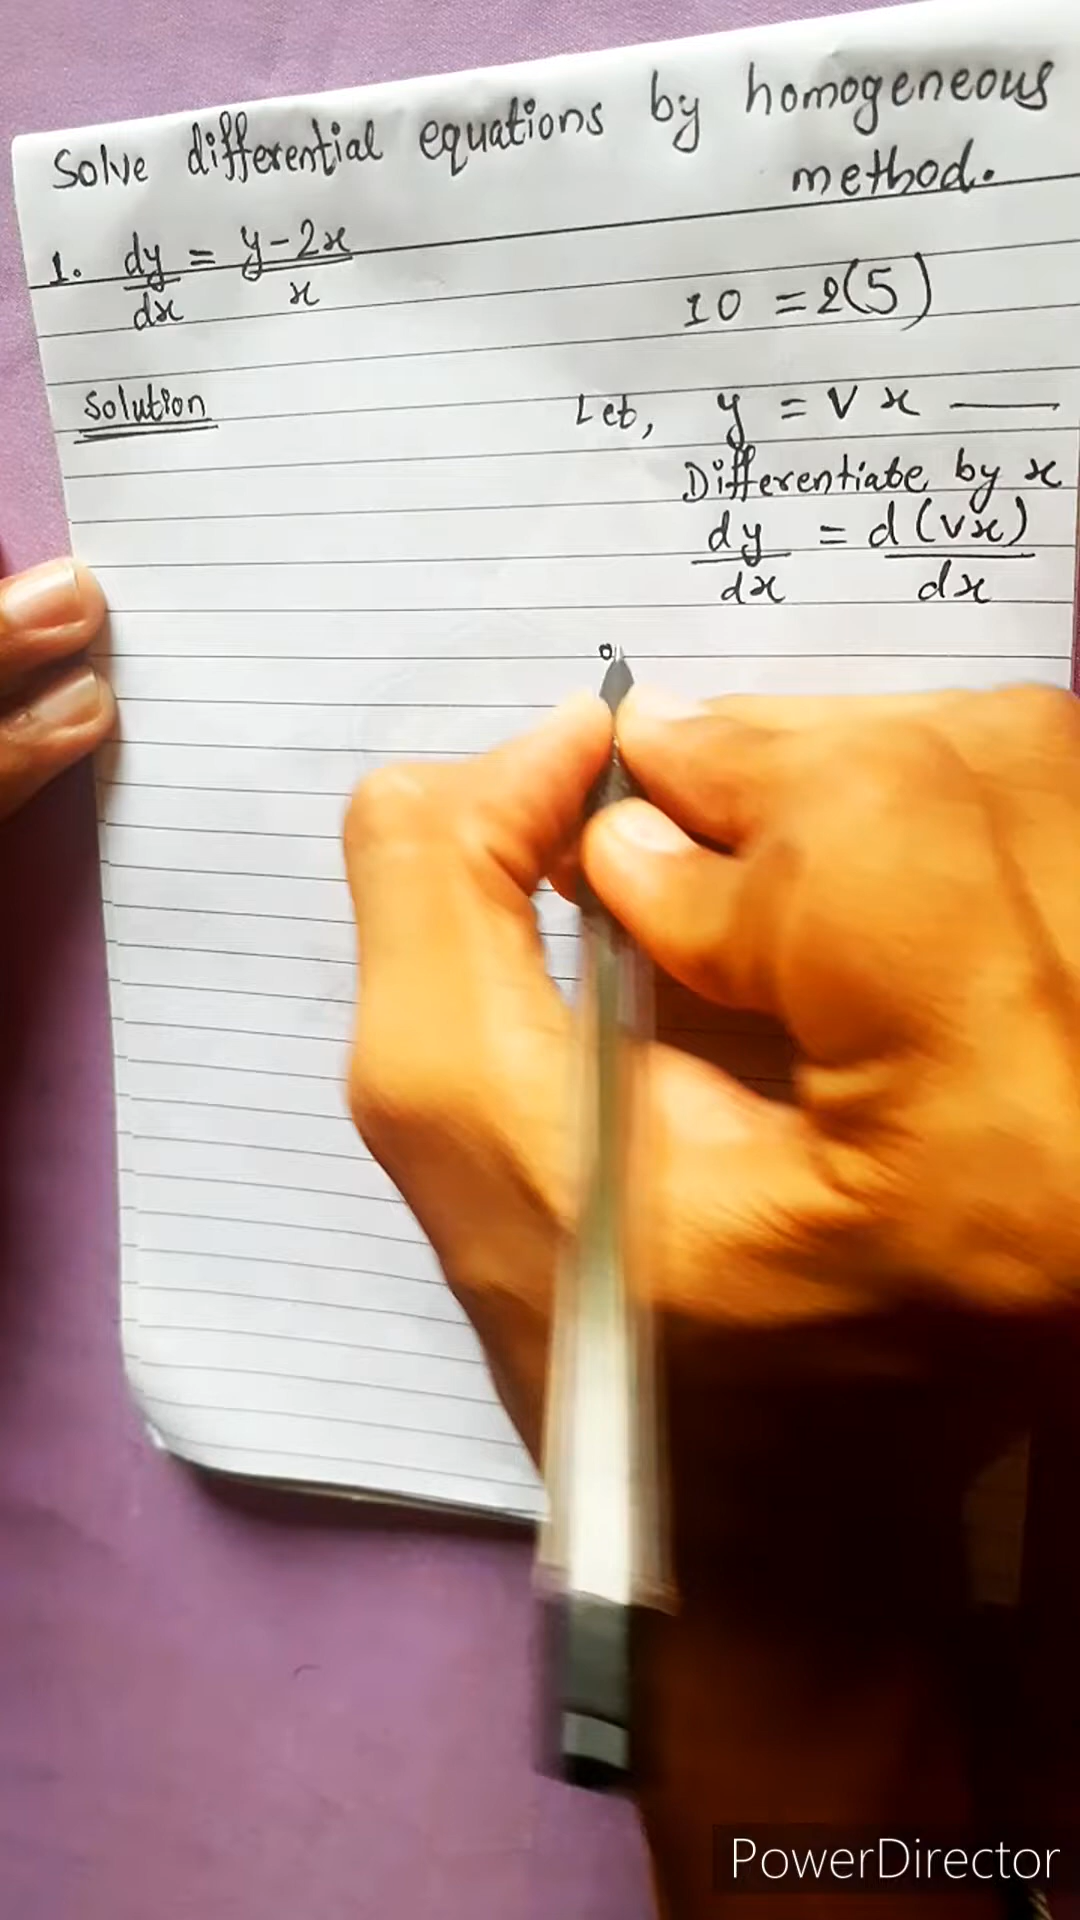 Solve differential equations by homogeneous
method.
1. dy/dx = y-2x/x
10 = 2(5)
Solution
Let, y = vx —
Differentiate by x
dy/dx = d(vx)/dx
PowerDirector